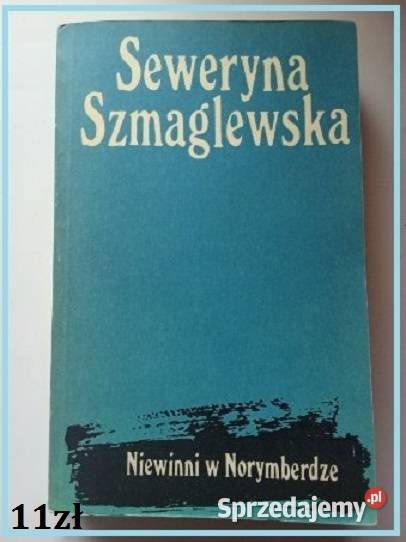 Seweryna
Szmaglewska
Niewinni w Norymberdze
11zł
Sprzedajemy.pl